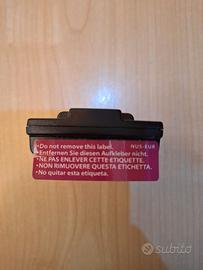 •Do not remove this label. NUS-EUR
•Entfernen Sie diesen Aufkleber nicht.
•NE PAS ENLEVER CETTE ETIQUETTE.
•NON RIMUOVERE QUESTA ETICHETTA.
•No quitar esta etiqueta.
subito